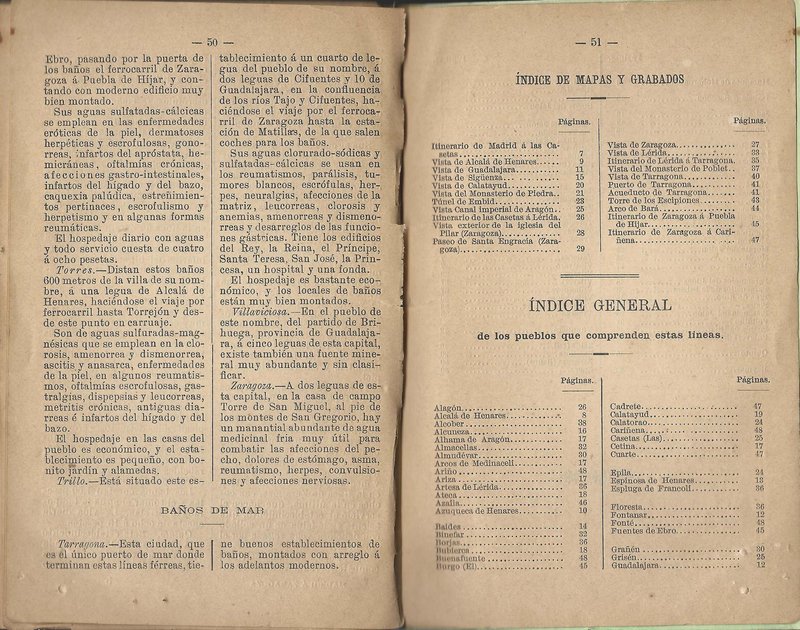 — 50 —
Ebro, pasando por la puerta de
los baños el ferrocarril de Zara-
goza á Puebla de Híjar, y con-
tando con moderno edificio muy
bien montado.
Sus aguas sulfatadas-cálcicas
se emplean en las enfermedades
eróticas de la piel, dermatoses
herpéticas y escrofulosas, gono-
rreas, infartos del apróstata, he-
micráneas, oftalmías crónicas,
afecciones gastro-intestinales,
infartos del hígado y del bazo,
caquexia palúdica, estreñimien-
tos pertinaces, escrofulismo y
herpetismo y en algunas formas
reumáticas.
El hospedaje diario con aguas
y todo servicio cuesta de cuatro
á ocho pesetas.
Torres.—Distan estos baños
600 metros de la villa de su nom-
bre, á una legua de Alcalá de
Henares, haciéndose el viaje por
ferrocarril hasta Torrejón y des-
de este punto en carruaje.
Son de aguas sulfuradas-mag-
nésicas que se emplean en la clo-
rosis, amenorrea y dismenorrea,
ascitis y anasarca, enfermedades
de la piel, en algunos reumatis-
mos, oftalmías escrofulosas, gas-
tralgias, dispepsias y leucorreas,
metritis crónicas, antiguas dia-
rreas é infartos del hígado y del
bazo.
El hospedaje en las casas del
pueblo es económico, y el esta-
blecimiento es pequeño, con bo-
nito jardín y alamedas.
Trillo.—Está situado este es-
tablecimiento á un cuarto de le-
gua del pueblo de su nombre, á
dos leguas de Cifuentes y 10 de
Guadalajara, en la confluencia
de los ríos Tajo y Cifuentes, ha-
ciéndose el viaje por el ferroca-
rril de Zaragoza hasta la esta-
ción de Matillas, de la que salen
coches para los baños.
Sus aguas clorurado-sódicas y
sulfatadas-cálcicas se usan en
los reumatismos, parálisis, tu-
mores blancos, escrófulas, her-
pes, neuralgias, afecciones de la
matriz, leucorreas, clorosis y
anemias, amenorreas y dismeno-
rreas y desarreglos de las funcio-
nes gástricas. Tiene los edificios
del Rey, la Reina, el Príncipe,
Santa Teresa, San José, la Prin-
cesa, un hospital y una fonda.
El hospedaje es bastante eco-
nómico, y los locales de baños
están muy bien montados.
Villaviciosa.—En el pueblo de
este nombre, del partido de Bri-
huega, provincia de Guadalaja-
ra, á cinco leguas de esta capital,
existe también una fuente mine-
ral muy abundante y sin clasi-
ficar.
Zaragoza.—A dos leguas de es-
ta capital, en la casa de campo
Torre de San Miguel, al pie de
los montes de San Gregorio, hay
un manantial abundante de agua
medicinal fria muy útil para
combatir las afecciones del pe-
cho, dolores de estómago, asma,
reumatismo, herpes, convulsio-
nes y afecciones nerviosas.
BAÑOS DE MAR
Tarragona.—Esta ciudad, que
es el único puerto de mar donde
terminan estas líneas férreas, tie-
ne buenos establecimientos de
baños, montados con arreglo á
los adelantos modernos.
— 51 —
ÍNDICE DE MAPAS Y GRABADOS
Páginas.
Itinerario de Madrid á las Ca-
setas 7
Vista de Alcalá de Henares 9
Vista de Guadalajara 11
Vista de Sigüenza 15
Vista de Calatayud 20
Vista del Monasterio de Piedra 21
Túnel de Embid 23
Vista Canal imperial de Aragón 25
Itinerario de las Casetas á Lérida 26
Vista exterior de la iglesia del
Pilar (Zaragoza) 28
Paseo de Santa Engracia (Zara-
goza) 29
Páginas.
Vista de Zaragoza 27
Vista de Lérida 33
Itinerario de Lérida á Tarragona 35
Vista del Monasterio de Poblet 37
Vista de Tarragona 40
Puerto de Tarragona 41
Acueducto de Tarragona 41
Torre de los Escipiones 43
Arco de Bará 44
Itinerario de Zaragoza á Puebla
de Híjar 45
Itinerario de Zaragoza á Cari-
ñena 47
ÍNDICE GENERAL
de los pueblos que comprenden estas líneas.
Páginas.
Alagón 26
Alcalá de Henares 8
Alcober 38
Alcuneza 16
Alhama de Aragón 17
Almacellas 32
Almudévar 30
Arcos de Medinaceli 17
Ariño 48
Ariza 17
Artesa de Lérida 36
Ateca 18
Azaila 46
Azuqueca de Henares 10
Baides 14
Binefar 32
Borjas 36
Bubierca 18
Buenafuente 48
Burgo (El) 45
Páginas.
Cadrete 47
Calatayud 19
Calatorao 24
Cariñena 48
Casetas (Las) 25
Cetina 17
Cuarte 47
Epila 24
Espinosa de Henares 13
Espluga de Francolí 36
Floresta 36
Fontanar 12
Fonté 48
Fuentes de Ebro 45
Grañén 30
Grisén 25
Guadalajara 12